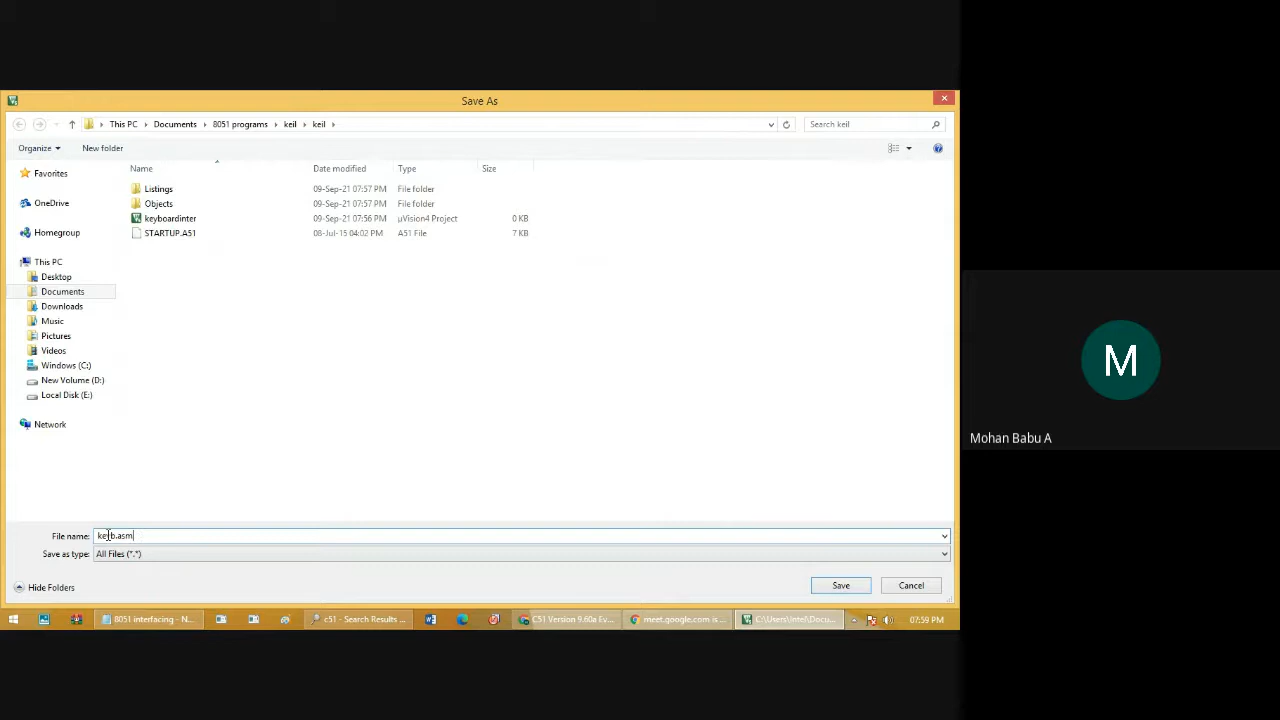 Save As
This PC Documents 8051 programs keil keil Search keil
Organize New folder
Name Date modified Type Size
Favorites
OneDrive
Homegroup
This PC
Desktop
Documents
Downloads
Music
Pictures
Videos
Windows (C:)
New Volume (D:)
Local Disk (E:)
Network
Listings 09-Sep-21 07:57 PM File folder
Objects 09-Sep-21 07:57 PM File folder
keyboardinter 09-Sep-21 07:56 PM µVision4 Project 0 KB
STARTUP.A51 08-Jul-15 04:02 PM A51 File 7 KB
File name: keyb.asm
Save as type: All Files (*.*)
Hide Folders Save Cancel
8051 interfacing - N... c51 - Search Results ... C51 Version 9.60a Ev... meet.google.com is ... C:\Users\Intel\Docu... 07:59 PM
M
Mohan Babu A